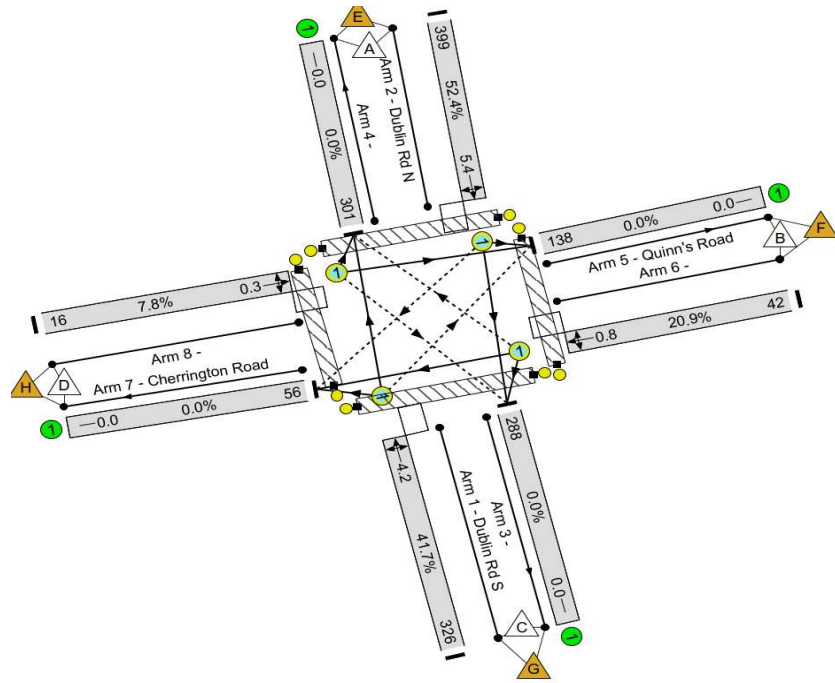 E
A
1
399
0.0
0.0%
301
Arm 4 -
Arm 2 - Dublin Rd N
52.4%
5.4
1
1
138
0.0%
0.0
1
F
B
Arm 5 - Quinn's Road
Arm 6 -
0.8
20.9%
42
16
7.8%
0.3
Arm 8 -
Arm 7 - Cherrington Road
H
D
1
0.0
0.0%
56
1
1
4.2
41.7%
326
Arm 1 - Dublin Rd S
Arm 3 -
288
0.0%
0.0
1
C
G